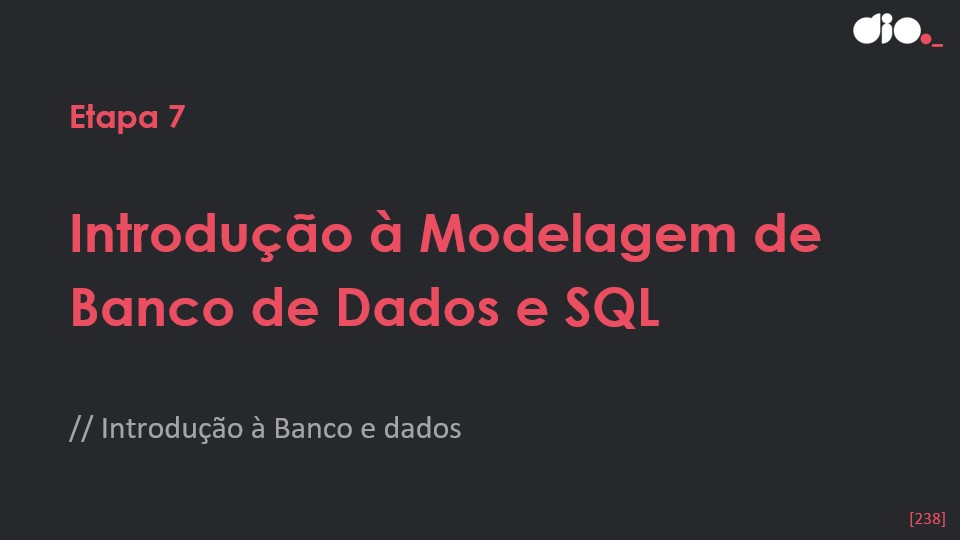 dio._
Etapa 7
Introdução à Modelagem de
Banco de Dados e SQL
// Introdução à Banco e dados
[238]